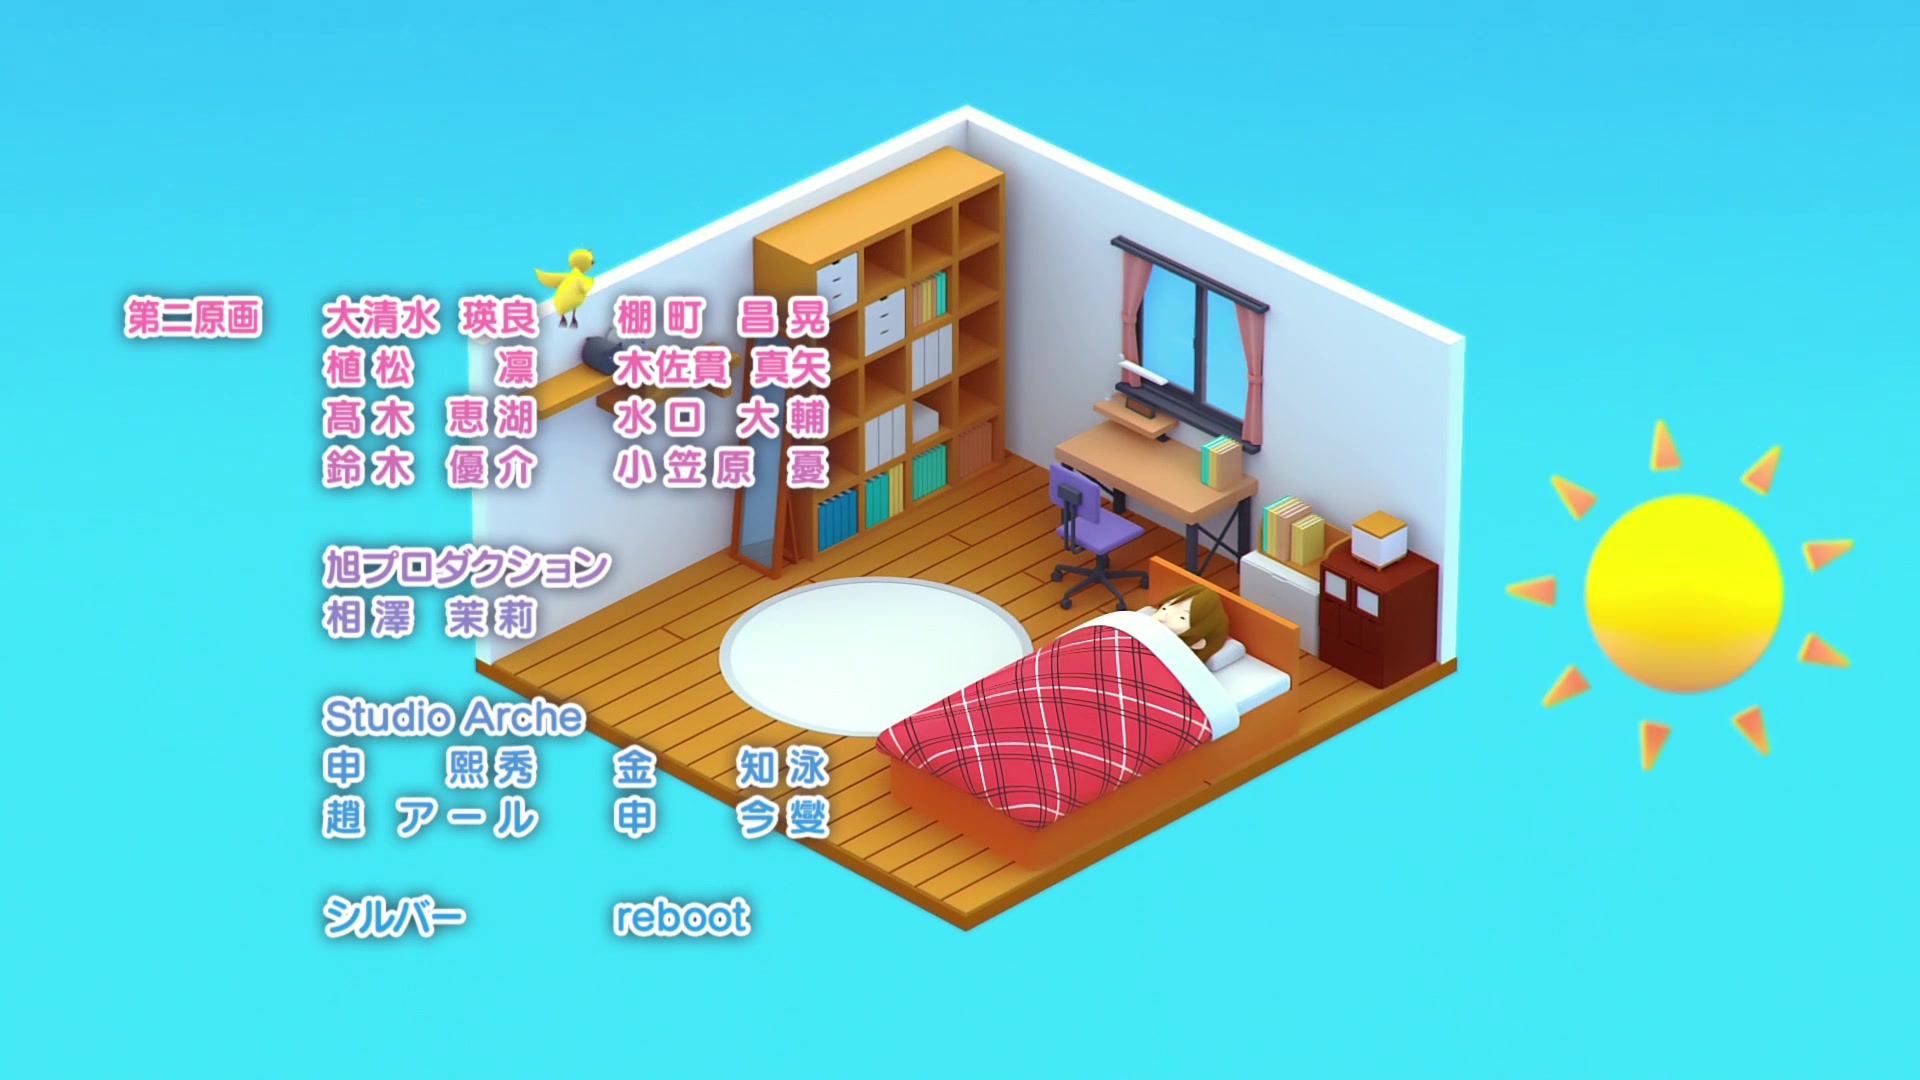 第二原画 大清水 瑛良 棚町 昌晃
植松 凛 木佐貫 真矢
髙木 恵湖 水口 大輔
鈴木 優介 小笠原 憂
旭プロダクション
相澤 茉莉
Studio Arche
申 熙秀 金 知泳
趙 アール 申 今燮
シルバー reboot